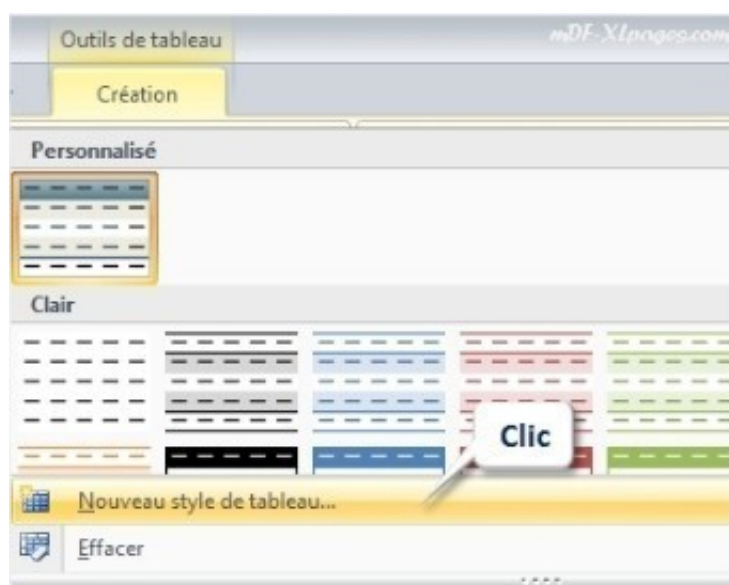 Outils de tableau
mDF-XLpages.com
Création
Personnalisé
Clair
Clic
Nouveau style de tableau...
Effacer